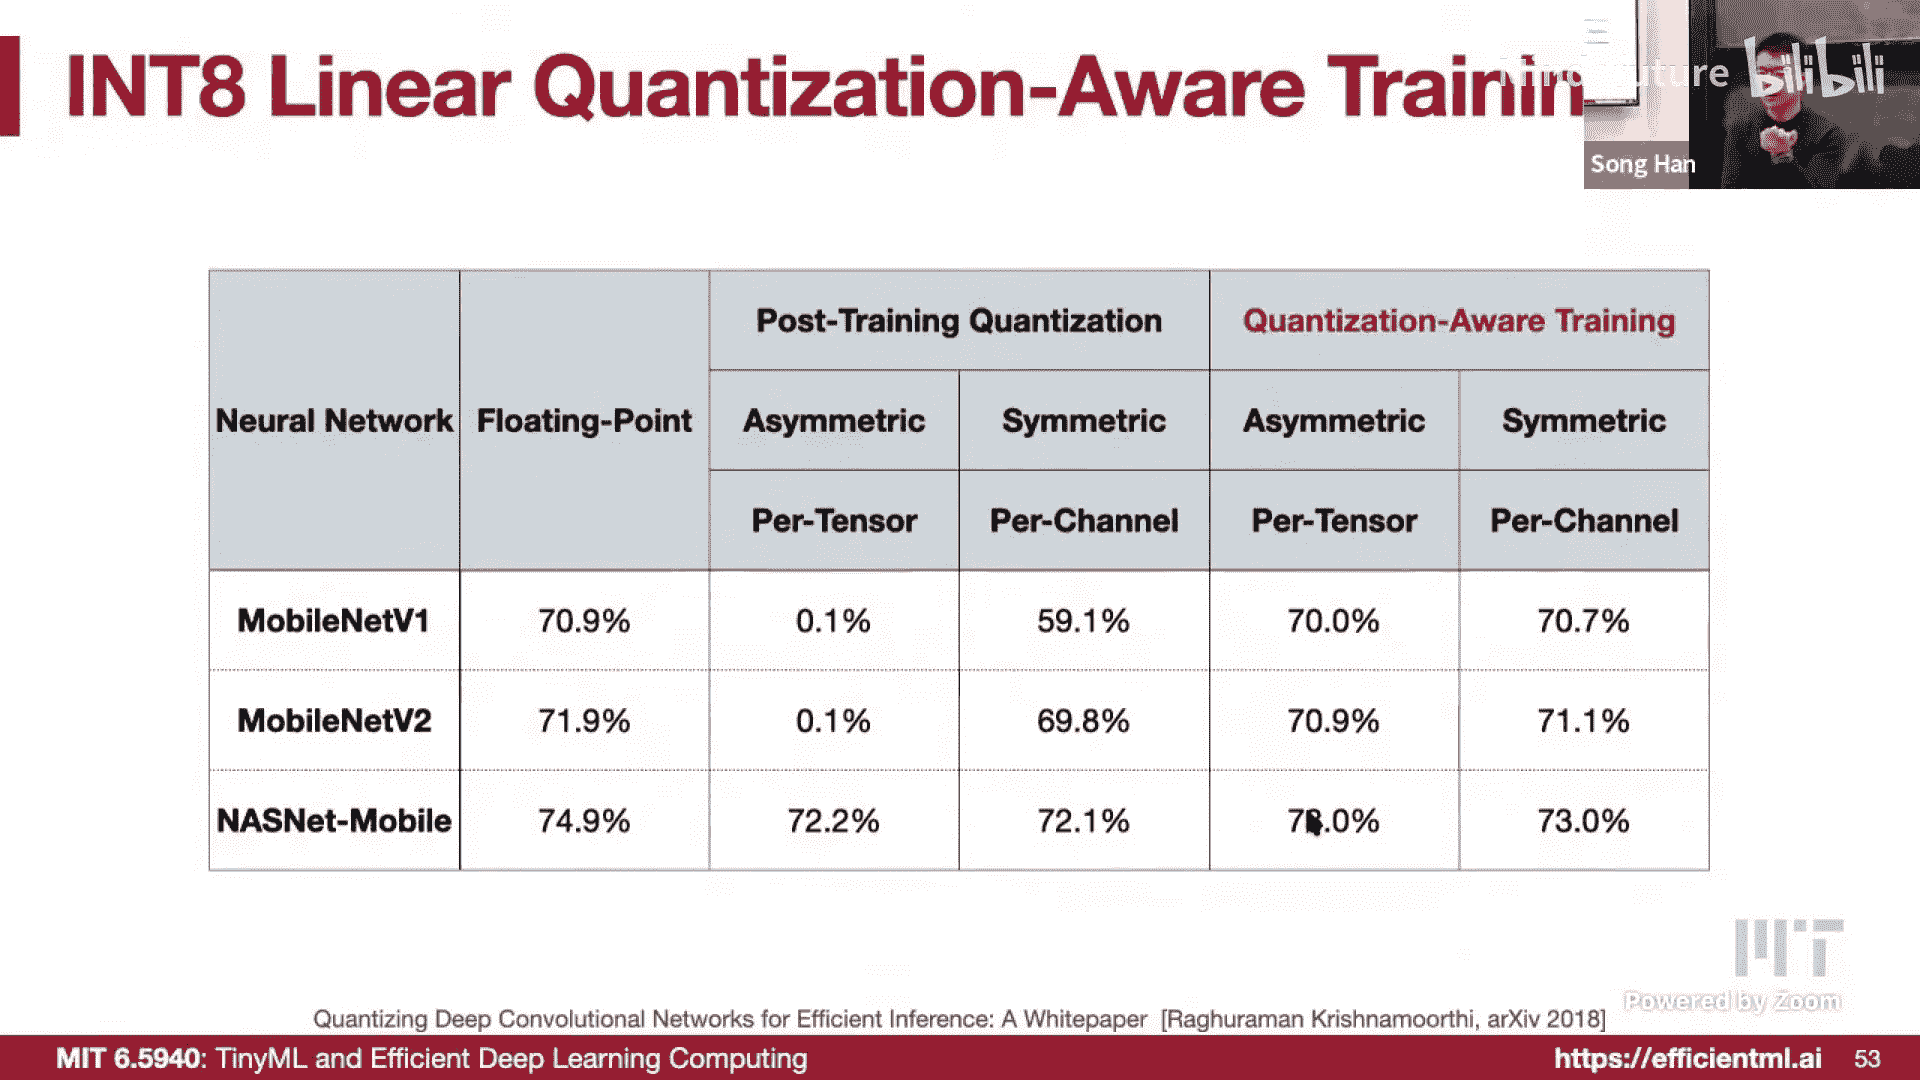 INT8 Linear Quantization-Aware Trainin
bilibili
Song Han
Post-Training Quantization
Quantization-Aware Training
Neural Network
Floating-Point
Asymmetric
Symmetric
Asymmetric
Symmetric
Per-Tensor
Per-Channel
Per-Tensor
Per-Channel
MobileNetV1 70.9% 0.1% 59.1% 70.0% 70.7%
MobileNetV2 71.9% 0.1% 69.8% 70.9% 71.1%
NASNet-Mobile 74.9% 72.2% 72.1% 73.0% 73.0%
MIT
Powered by Zoom
Quantizing Deep Convolutional Networks for Efficient Inference: A Whitepaper [Raghuraman Krishnamoorthi, arXiv 2018]
MIT 6.5940: TinyML and Efficient Deep Learning Computing
https://efficientml.ai 53